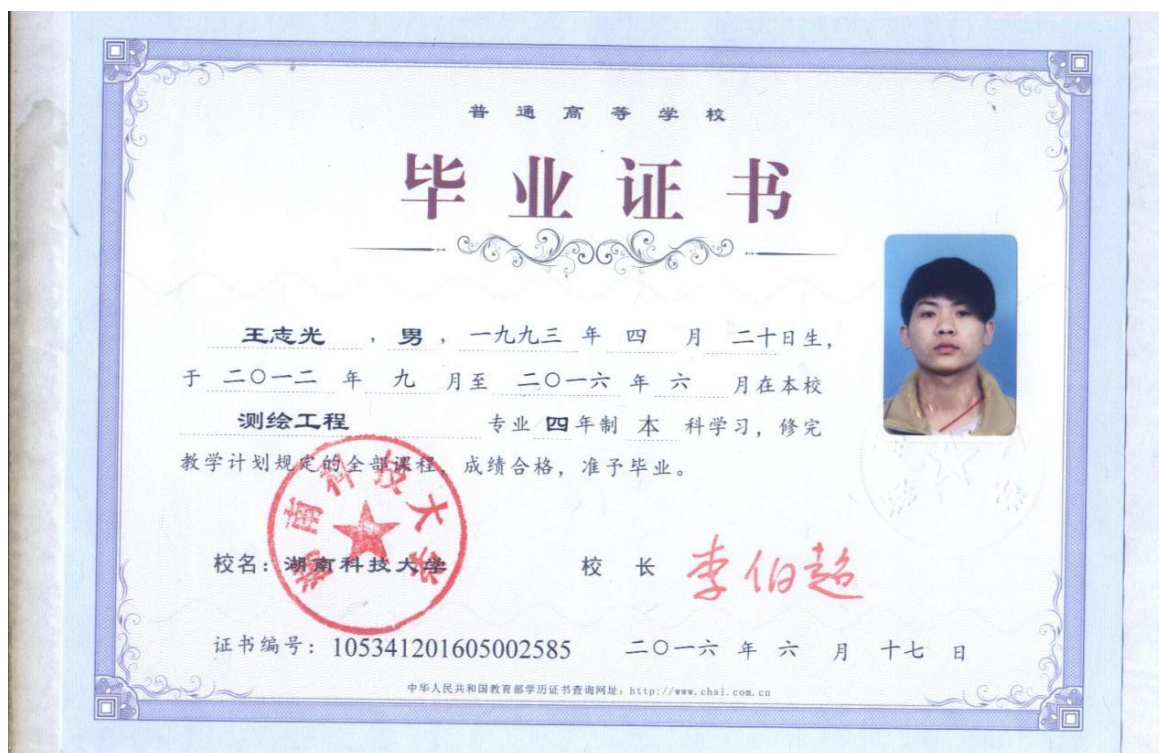 普通高等学校
毕业证书
王志光，男，一九九三年四月二十日生，
于二〇一二年九月至二〇一六年六月在本校
测绘工程专业四年制本科学习，修完
教学计划规定的全部课程，成绩合格，准予毕业。
湖南科技大学
校名：湖南科技大学 校长 李伯超
证书编号：105341201605002585 二〇一六年六月十七日
中华人民共和国教育部学历证书查询网址：http://www.chsi.com.cn